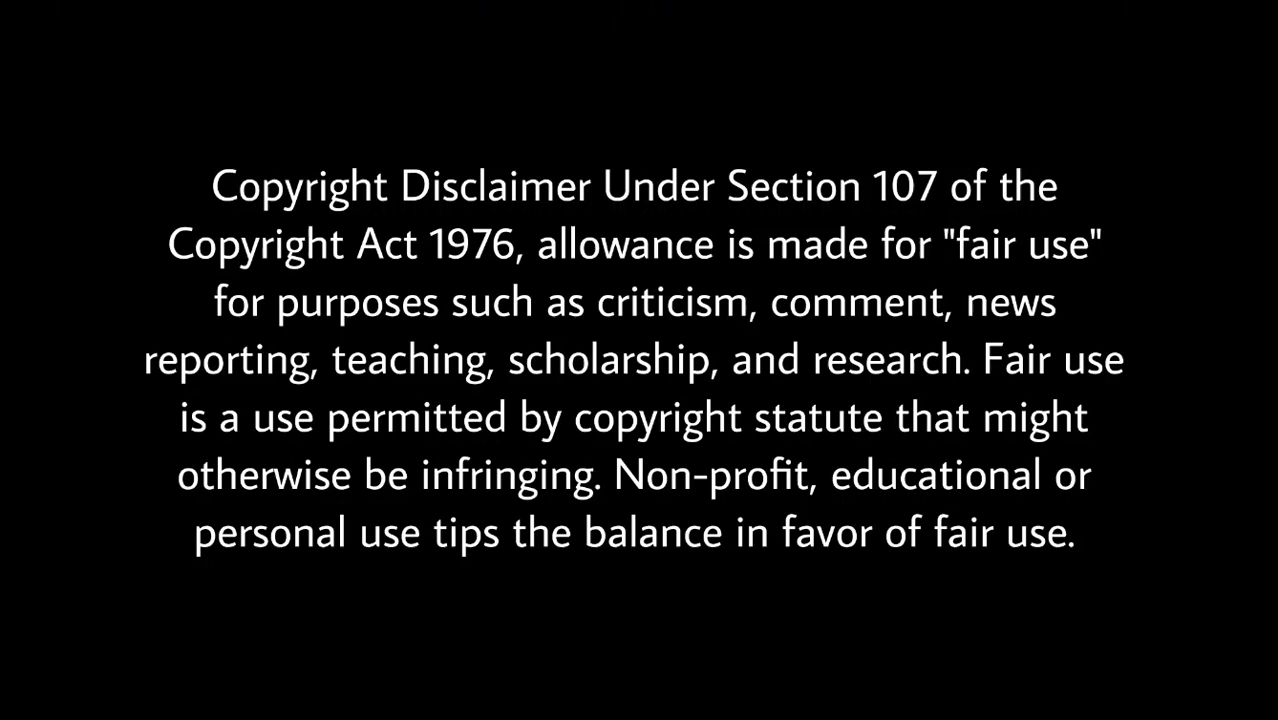 Copyright Disclaimer Under Section 107 of the
Copyright Act 1976, allowance is made for "fair use"
for purposes such as criticism, comment, news
reporting, teaching, scholarship, and research. Fair use
is a use permitted by copyright statute that might
otherwise be infringing. Non-profit, educational or
personal use tips the balance in favor of fair use.